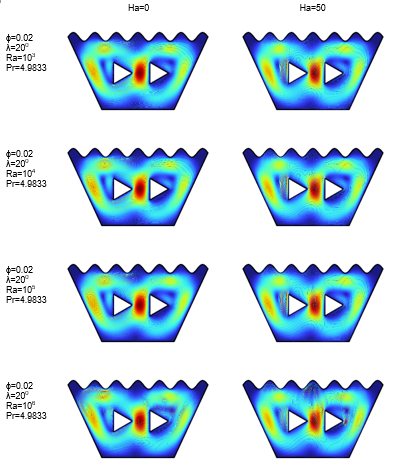 Ha=0 Ha=50
ϕ=0.02
λ=20⁰
Ra=10³
Pr=4.9833
ϕ=0.02
λ=20⁰
Ra=10⁴
Pr=4.9833
ϕ=0.02
λ=20⁰
Ra=10⁵
Pr=4.9833
ϕ=0.02
λ=20⁰
Ra=10⁶
Pr=4.9833